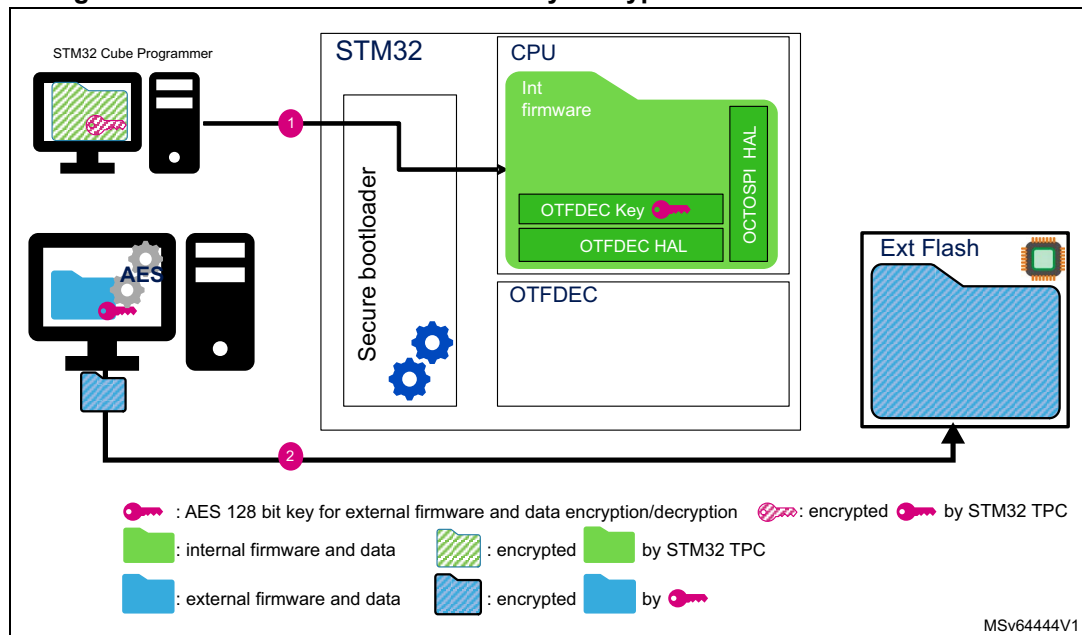 STM32 Cube Programmer
STM32
CPU
Int
firmware
1
OCTOSPI HAL
OTFDEC Key
OTFDEC HAL
Secure bootloader
AES
Ext Flash
OTFDEC
2
: AES 128 bit key for external firmware and data encryption/decryption : encrypted by STM32 TPC
: internal firmware and data : encrypted by STM32 TPC
: external firmware and data : encrypted by
MSv64444V1